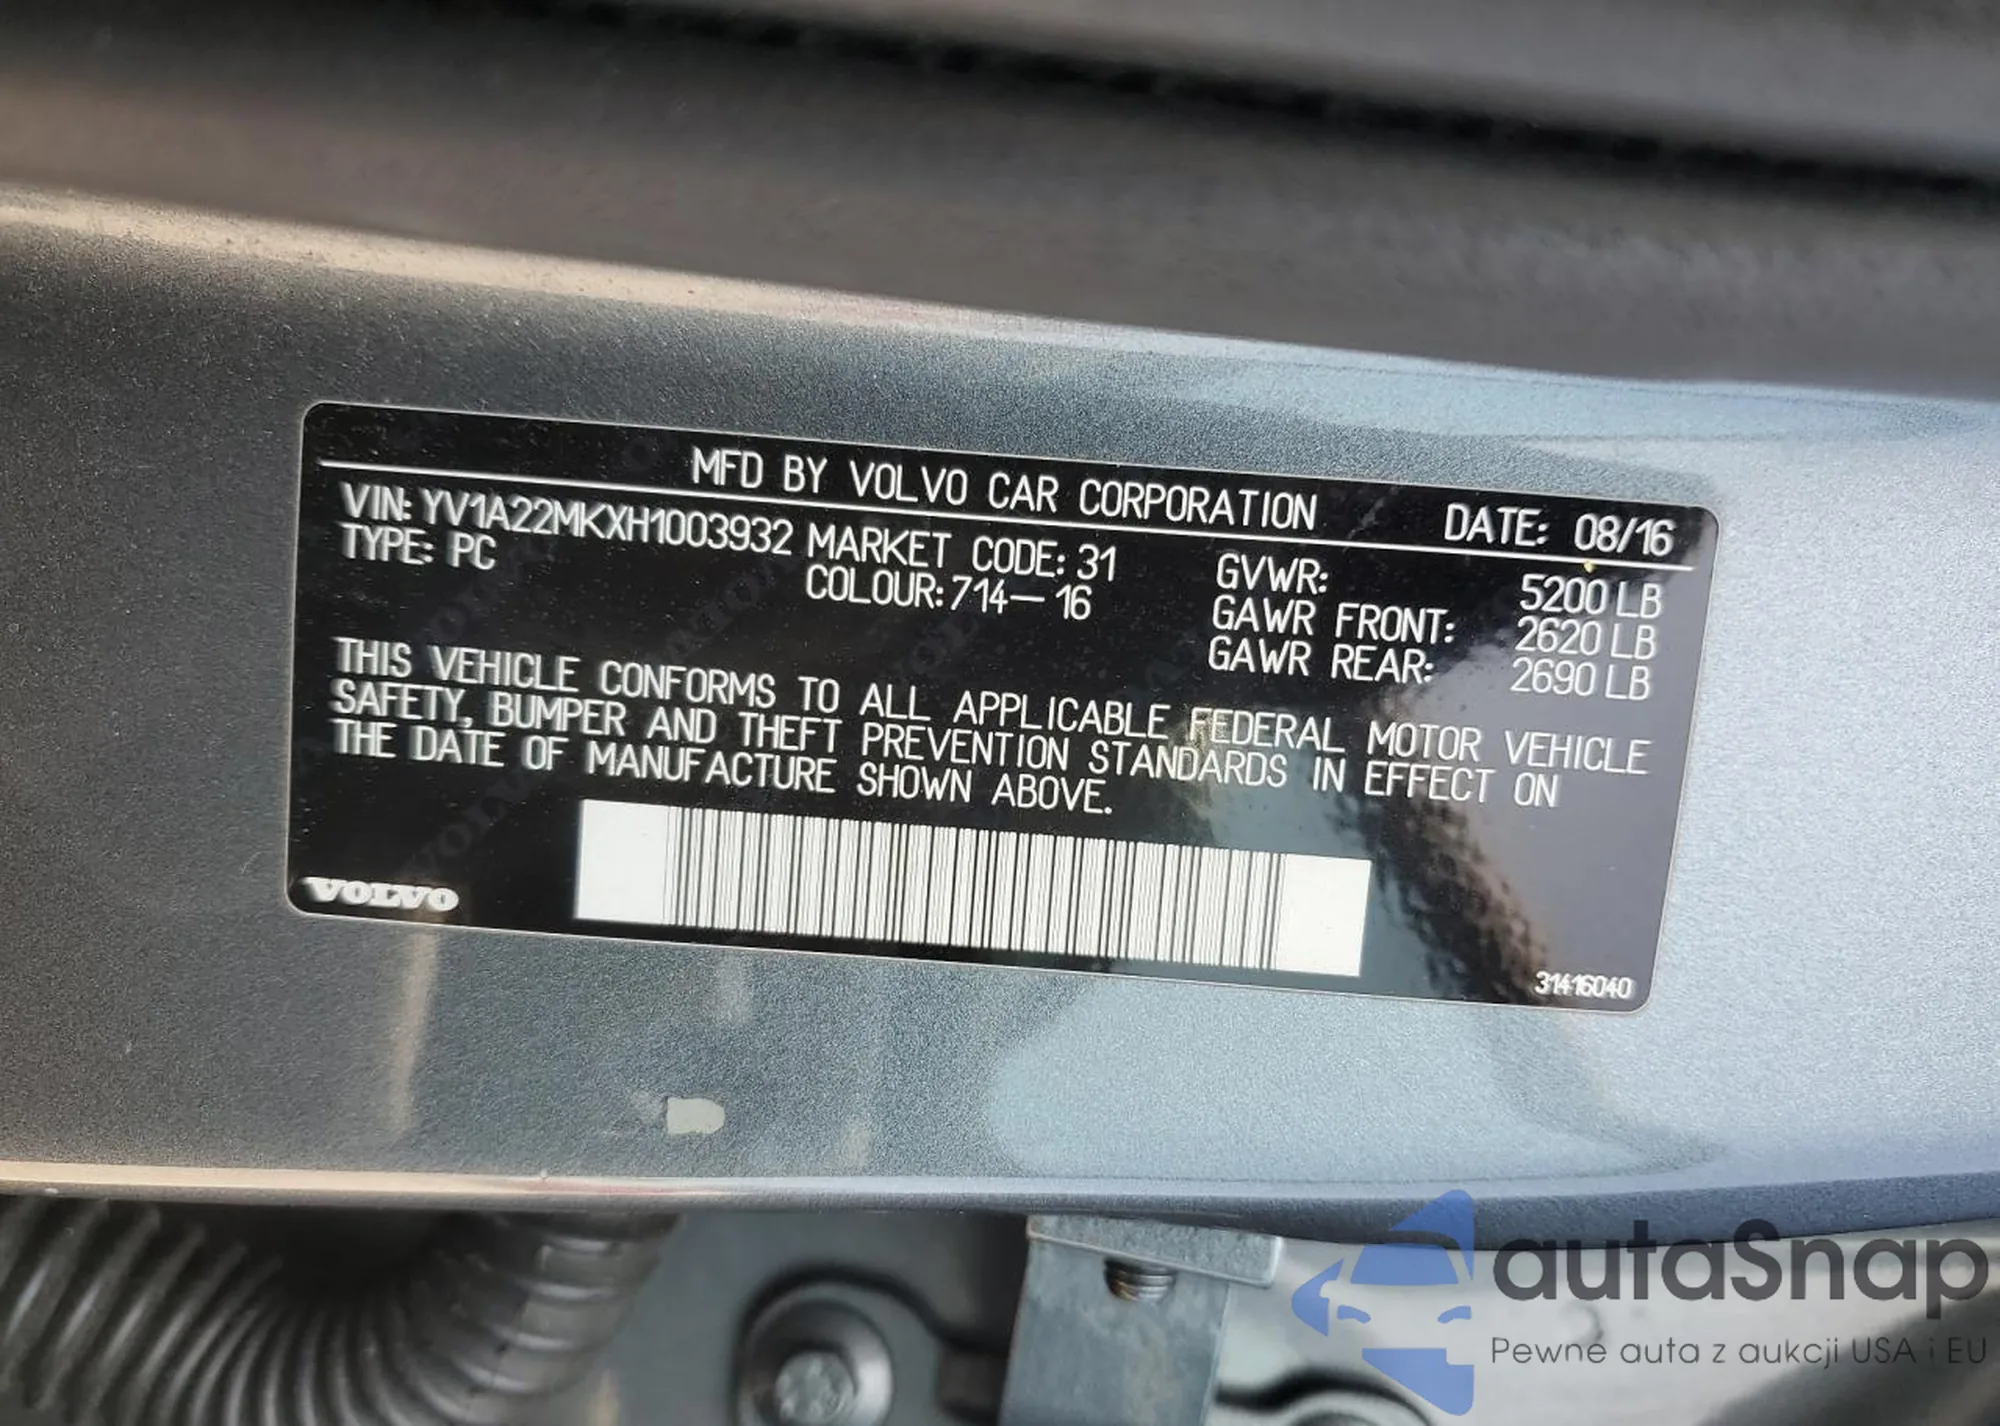 MFD BY VOLVO CAR CORPORATION DATE: 08/16
VIN: YV1A22MKXH1003932 MARKET CODE: 31 GVWR: 5200 LB
TYPE: PC COLOUR: 714-16 GAWR FRONT: 2620 LB
GAWR REAR: 2690 LB
THIS VEHICLE CONFORMS TO ALL APPLICABLE FEDERAL MOTOR VEHICLE
SAFETY, BUMPER AND THEFT PREVENTION STANDARDS IN EFFECT ON
THE DATE OF MANUFACTURE SHOWN ABOVE.
VOLVO
31416040
autaSnap
Pewne auta z aukcji USA i EU